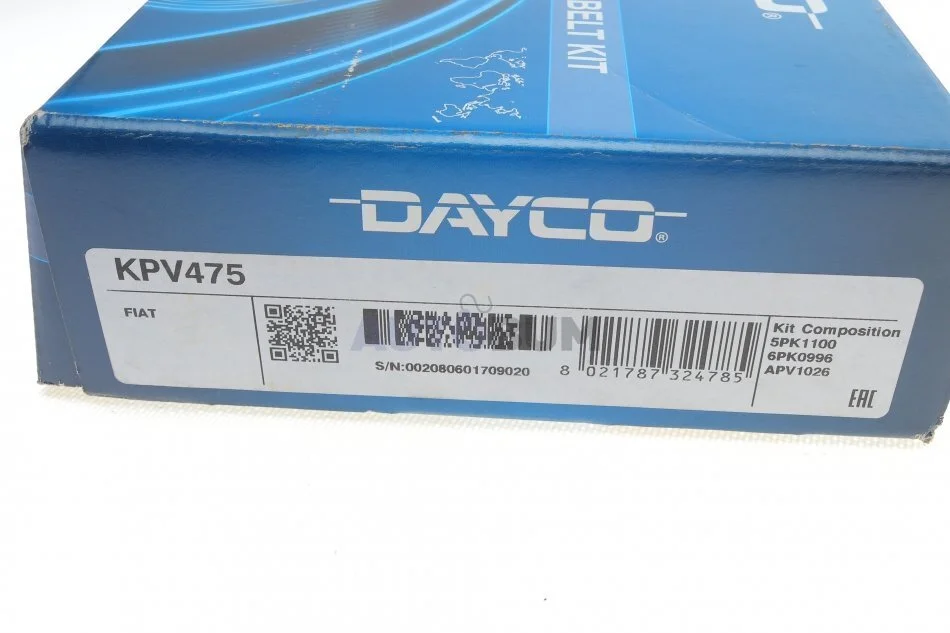 BELT KIT
DAYCO®
KPV475
FIAT
S/N:002080601709020
8 021787 324785
Kit Composition
5PK1100
6PK0996
APV1026
EAC